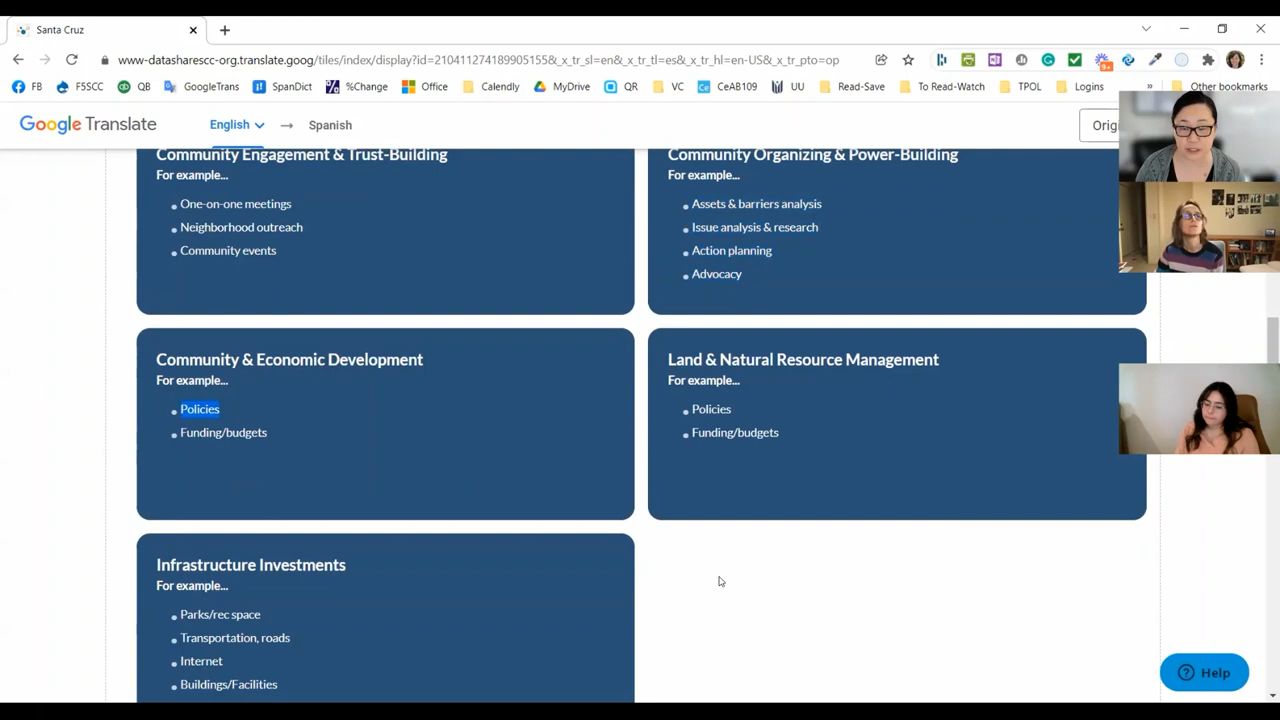 Santa Cruz
www-datasharescc-org.translate.goog/tiles/index/display?id=210411274189905155&_x_tr_sl=en&_x_tr_tl=es&_x_tr_hl=en-US&_x_tr_pto=op
FB
F5SCC
QB
GoogleTrans
SpanDict
%Change
Office
Calendly
MyDrive
QR
VC
CeAB109
UU
Read-Save
To Read-Watch
TPOL
Logins
»
Other bookmarks
9+
Google Translate
English
→
Spanish
Community Engagement & Trust-Building
For example...
One-on-one meetings
Neighborhood outreach
Community events
Community Organizing & Power-Building
For example...
Assets & barriers analysis
Issue analysis & research
Action planning
Advocacy
Community & Economic Development
For example...
Policies
Funding/budgets
Land & Natural Resource Management
For example...
Policies
Funding/budgets
Infrastructure Investments
For example...
Parks/rec space
Transportation, roads
Internet
Buildings/Facilities
Help